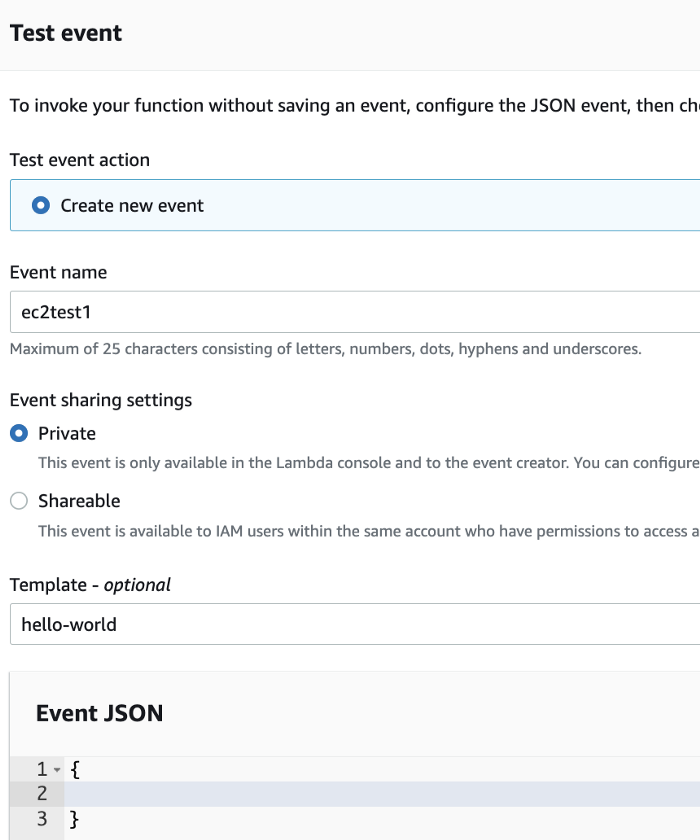 Test event
To invoke your function without saving an event, configure the JSON event, then
Test event action
Create new event
Event name
ec2test1
Maximum of 25 characters consisting of letters, numbers, dots, hyphens and underscores.
Event sharing settings
Private
This event is only available in the Lambda console and to the event creator. You can configure
Shareable
This event is available to IAM users within the same account who have permissions to access
Template - optional
hello-world
Event JSON
1 {
2
3 }